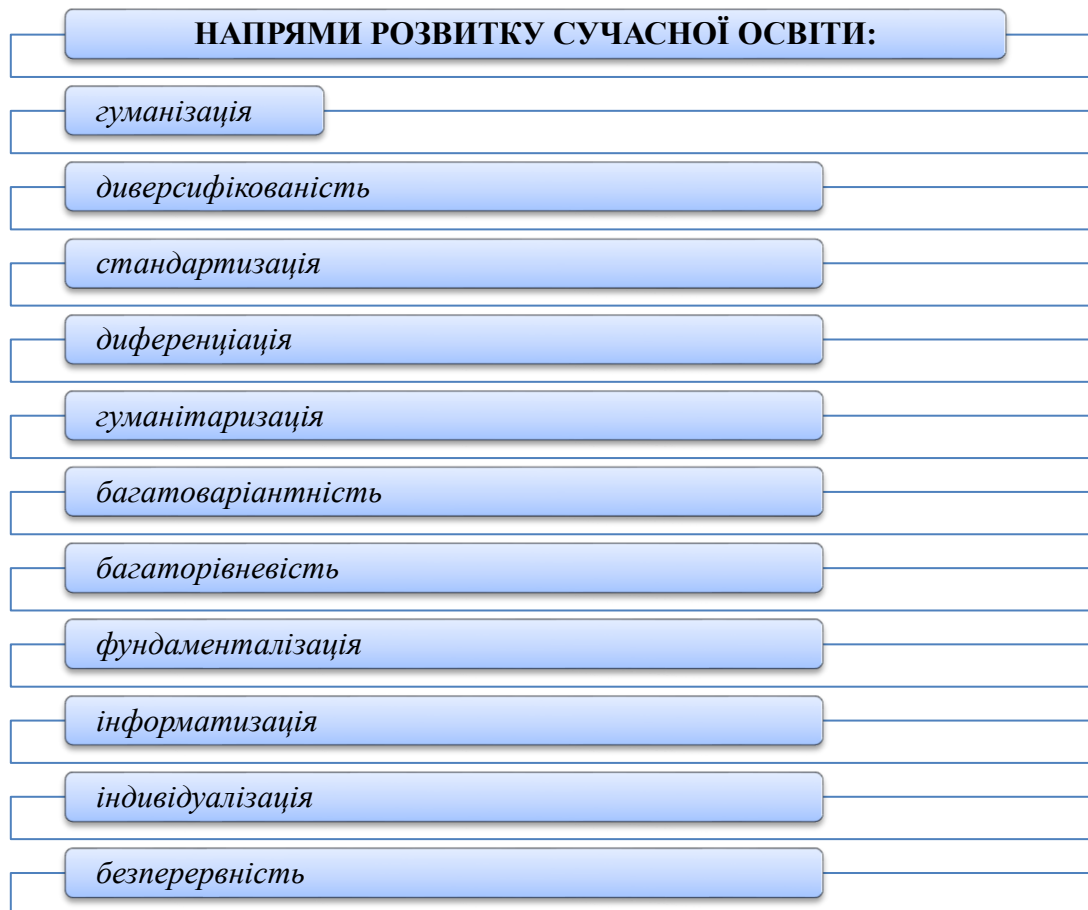 НАПРЯМИ РОЗВИТКУ СУЧАСНОЇ ОСВІТИ:
гуманізація
диверсифікованість
стандартизація
диференціація
гуманітаризація
багатоваріантність
багаторівневість
фундаменталізація
інформатизація
індивідуалізація
безперервність